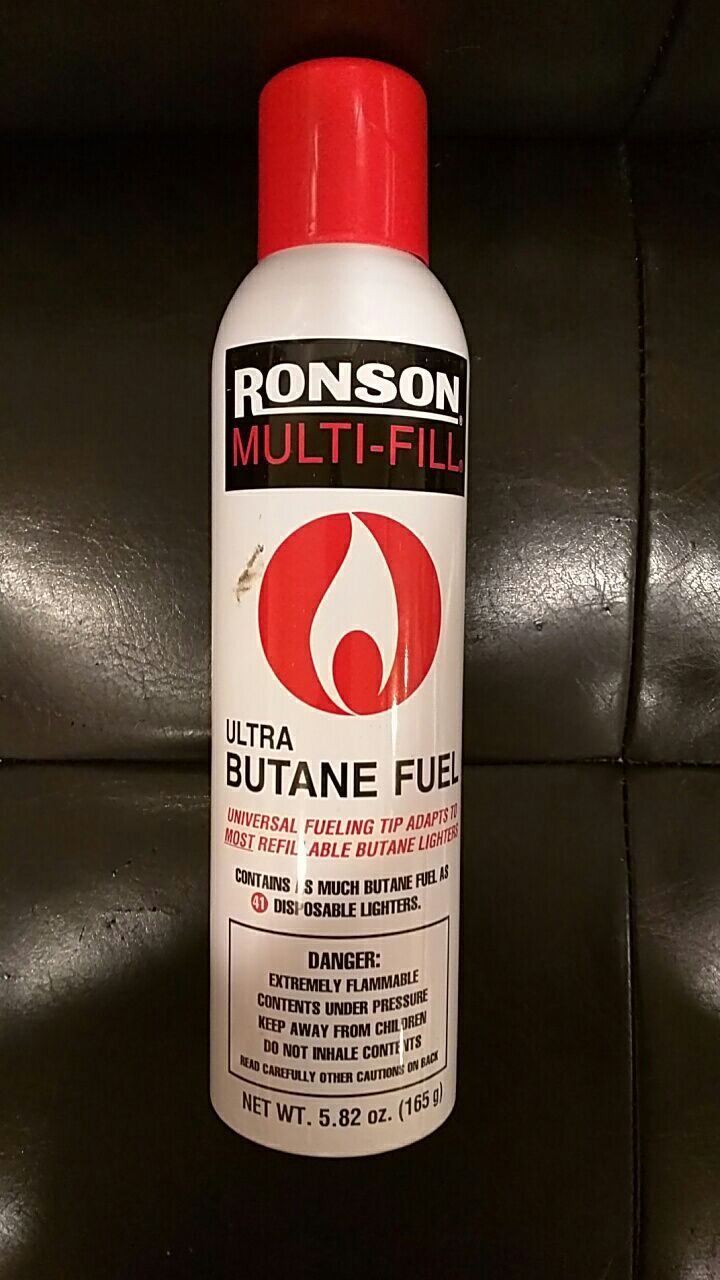 RONSON®
MULTI-FILL®
ULTRA
BUTANE FUEL
UNIVERSAL FUELING TIP ADAPTS TO
MOST REFILLABLE BUTANE LIGHTERS
CONTAINS AS MUCH BUTANE FUEL AS
41 DISPOSABLE LIGHTERS.
DANGER:
EXTREMELY FLAMMABLE
CONTENTS UNDER PRESSURE
KEEP AWAY FROM CHILDREN
DO NOT INHALE CONTENTS
READ CAREFULLY OTHER CAUTIONS ON BACK
NET WT. 5.82 oz. (165 g)